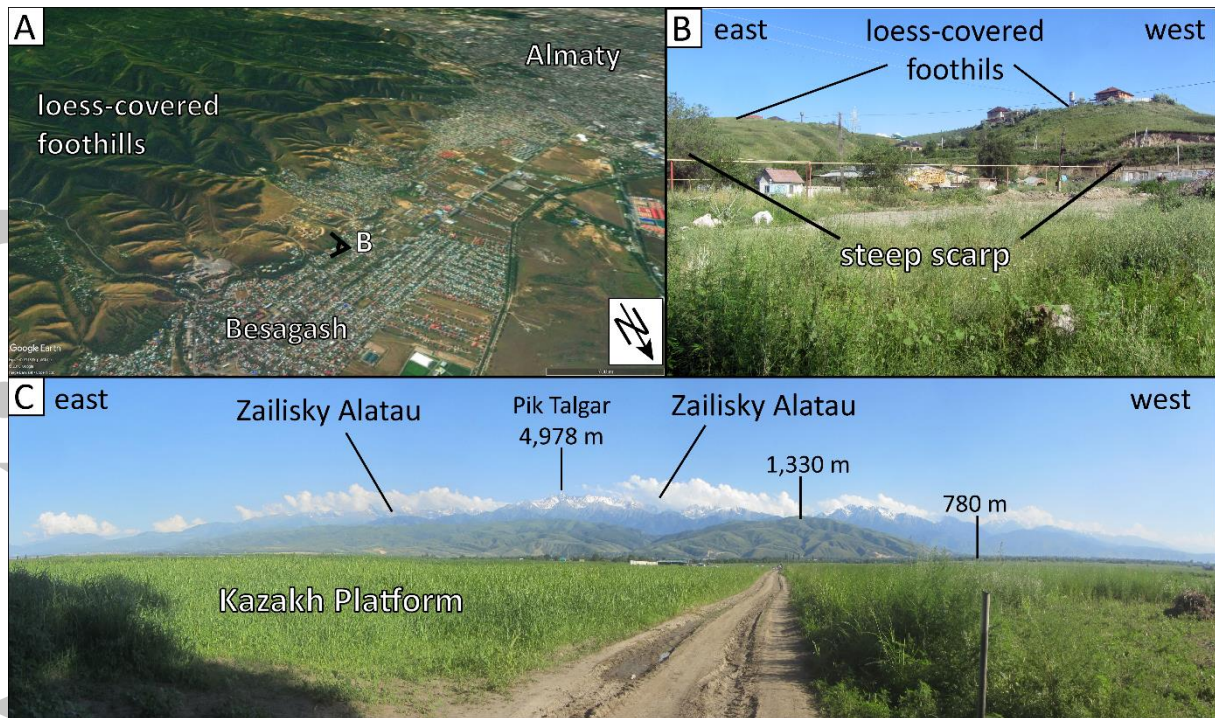 A
Almaty
loess-covered
foothills
B
Besagash
Google Earth
N
B
east
loess-covered
foothils
west
steep scarp
C
east
Zailisky Alatau
Pik Talgar
4,978 m
Zailisky Alatau
1,330 m
780 m
west
Kazakh Platform